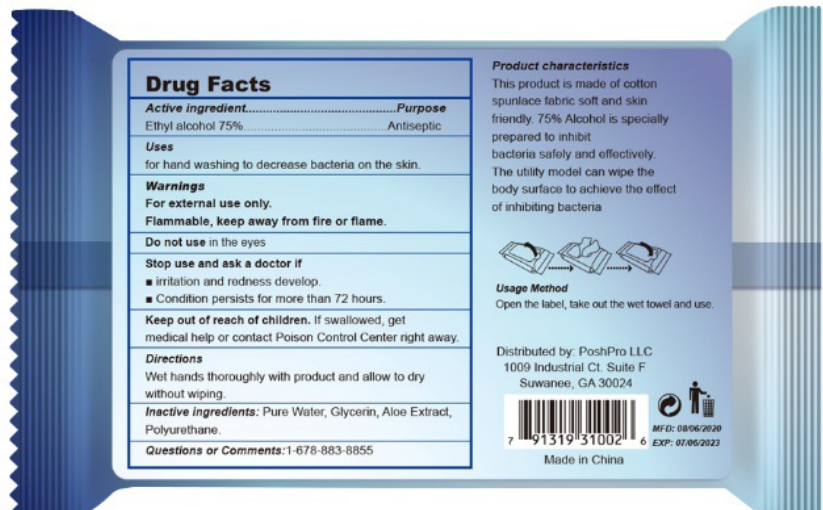 Drug Facts
Active ingredient.............................................Purpose
Ethyl alcohol 75%...........................................Antiseptic
Uses
for hand washing to decrease bacteria on the skin.
Warnings
For external use only.
Flammable, keep away from fire or flame.
Do not use in the eyes
Stop use and ask a doctor if
■ irritation and redness develop.
■ Condition persists for more than 72 hours.
Keep out of reach of children. If swallowed, get
medical help or contact Poison Control Center right away.
Directions
Wet hands thoroughly with product and allow to dry
without wiping.
Inactive ingredients: Pure Water, Glycerin, Aloe Extract,
Polyurethane.
Questions or Comments:1-678-883-8855
Product characteristics
This product is made of cotton
spunlace fabric soft and skin
friendly. 75% Alcohol is specially
prepared to inhibit
bacteria safely and effectively.
The utility model can wipe the
body surface to achieve the effect
of inhibiting bacteria
Usage Method
Open the label, take out the wet towel and use.
Distributed by: PoshPro LLC
1009 Industrial Ct. Suite F
Suwanee, GA 30024
7 91319 31002 6
MFD: 08/06/2020
EXP: 07/06/2023
Made in China